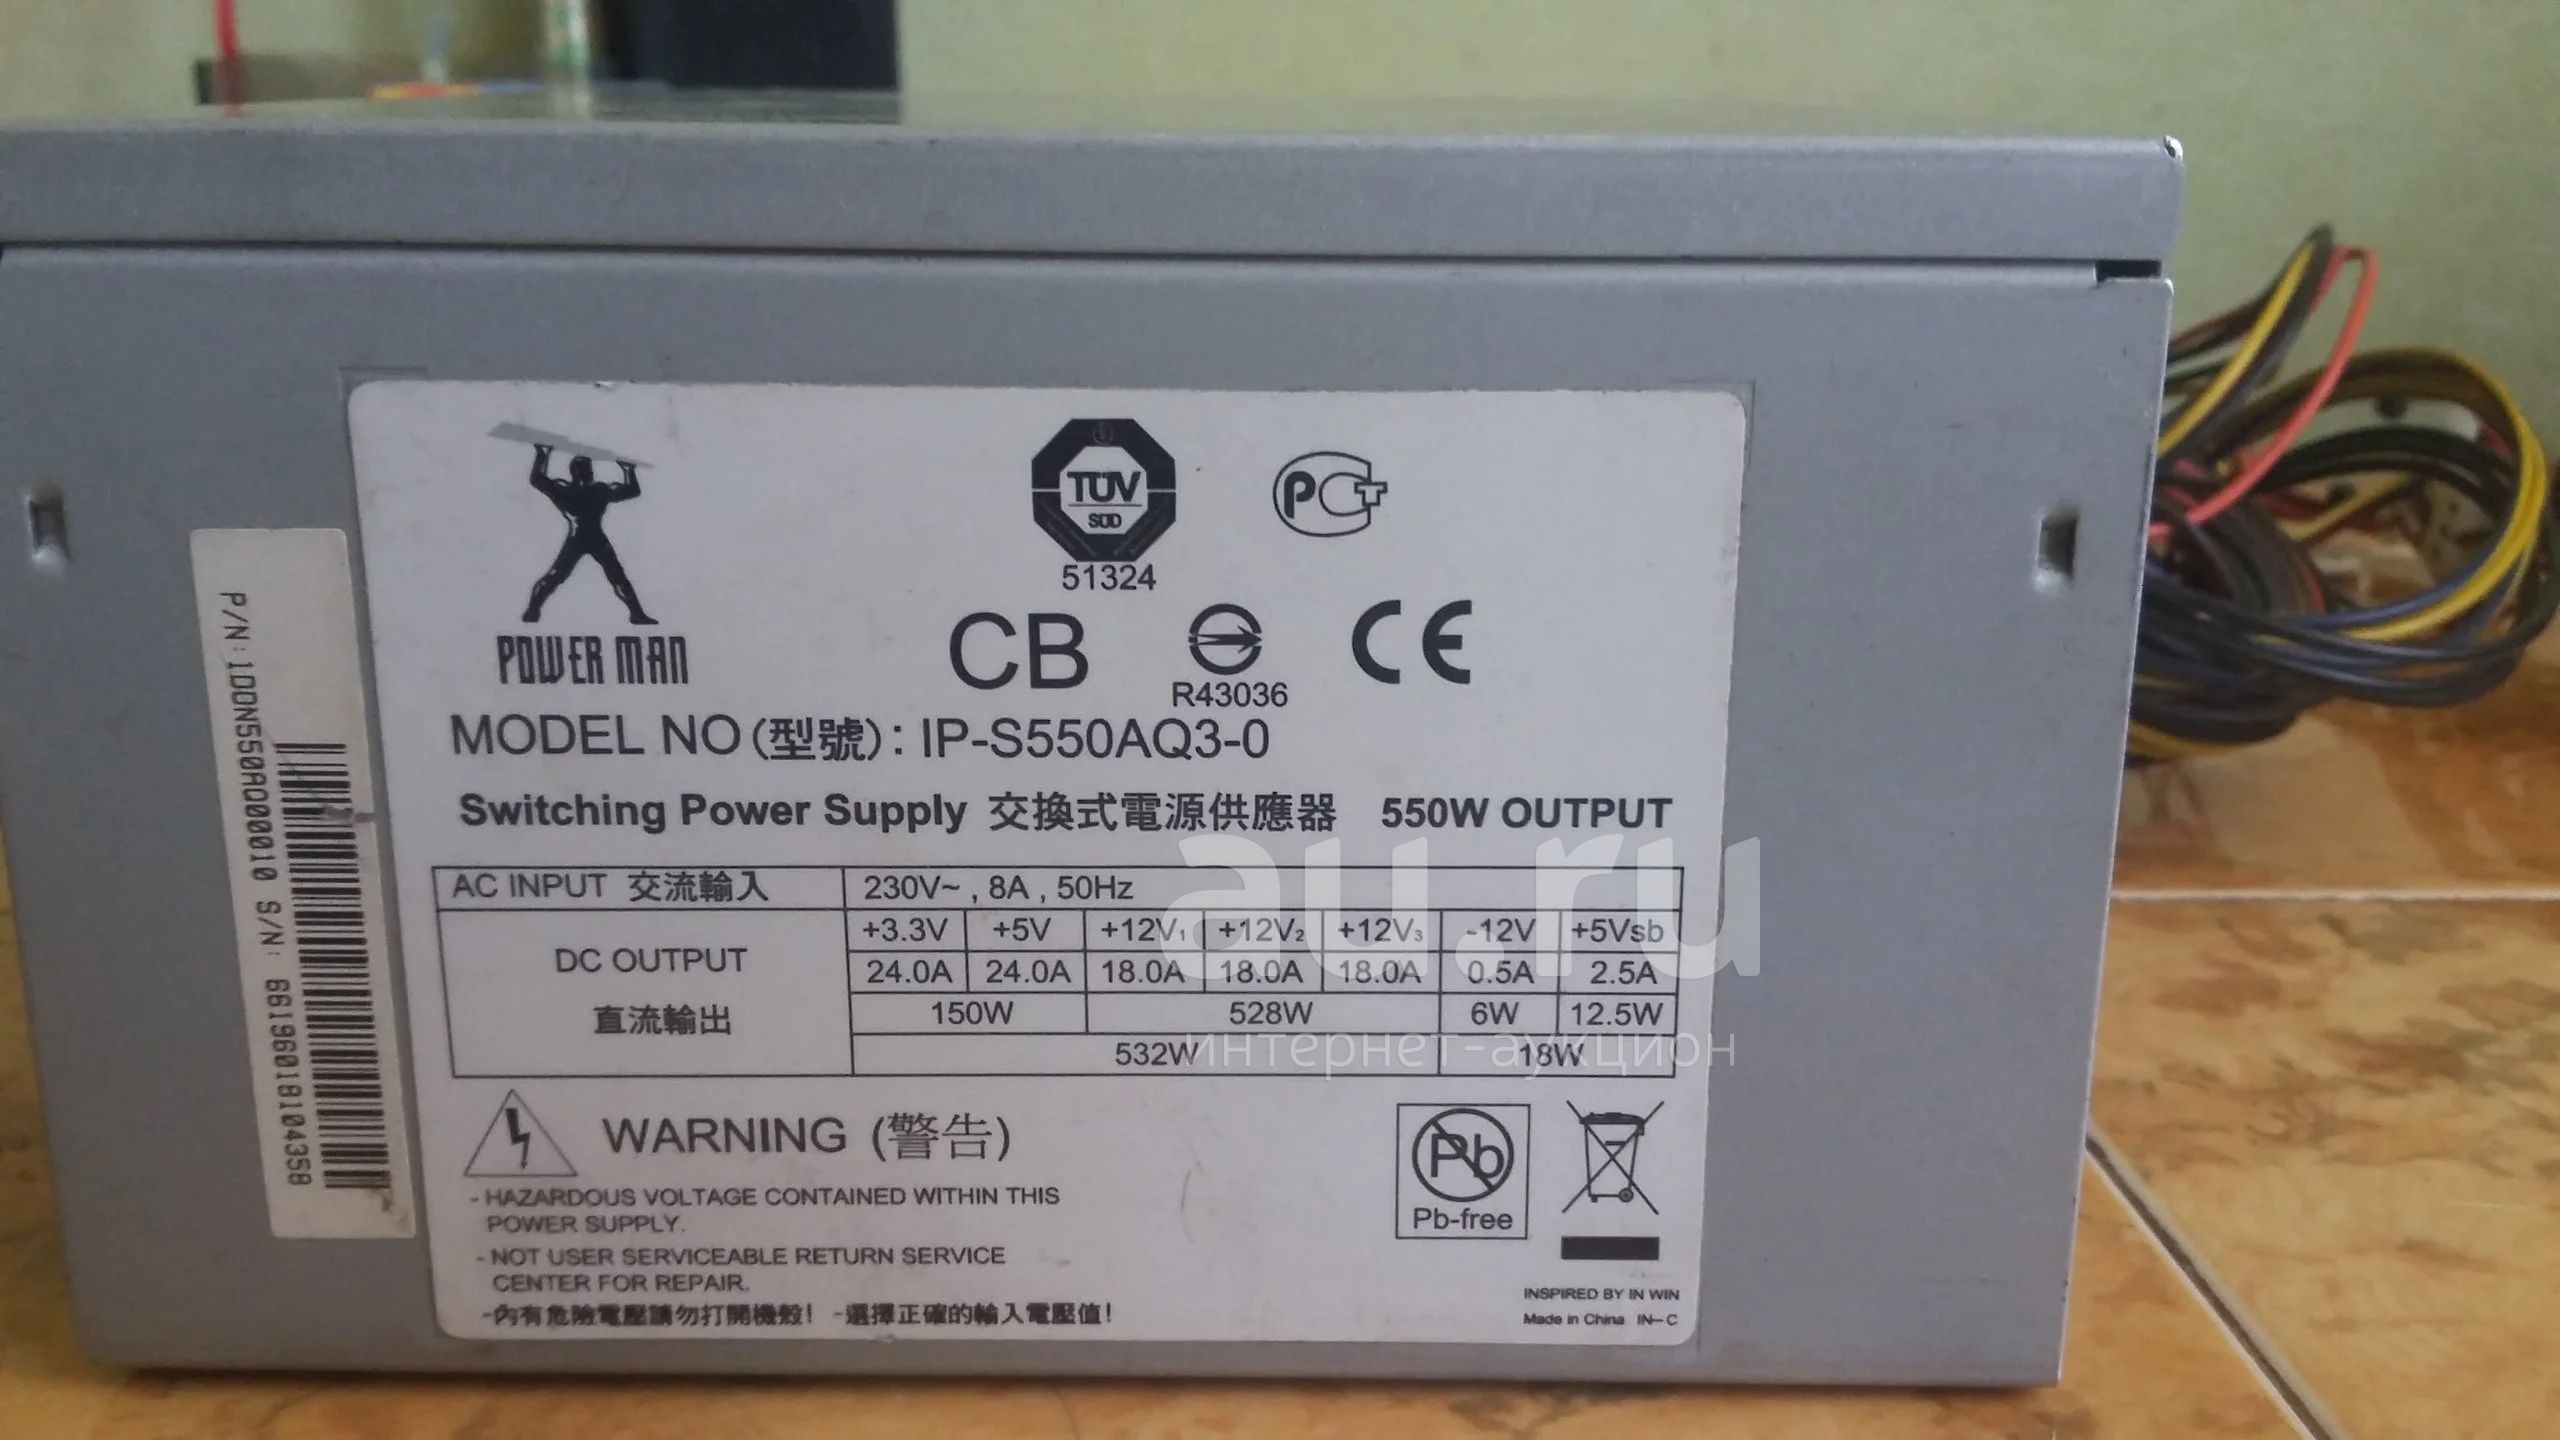 TÜV
SÜD
51324
PCT
POWER MAN
CB
R43036
CE
MODEL NO (型號) : IP-S550AQ3-0
Switching Power Supply 交換式電源供應器 550W OUTPUT
AC INPUT 交流輸入 230V~ , 8A , 50Hz
DC OUTPUT
直流輸出
+3.3V +5V +12V1 +12V2 +12V3 -12V +5Vsb
24.0A 24.0A 18.0A 18.0A 18.0A 0.5A 2.5A
150W 528W 6W 12.5W
532W 18W
WARNING (警告)
- HAZARDOUS VOLTAGE CONTAINED WITHIN THIS
POWER SUPPLY.
- NOT USER SERVICEABLE RETURN SERVICE
CENTER FOR REPAIR.
-內有危險電壓請勿打開機殼! -選擇正確的輸入電壓值!
Pb
Pb-free
INSPIRED BY IN WIN
Made in China IN-C
P/N:1DON550AQ00010 S/N: 66196018104358
au.ru
интернет-аукцион